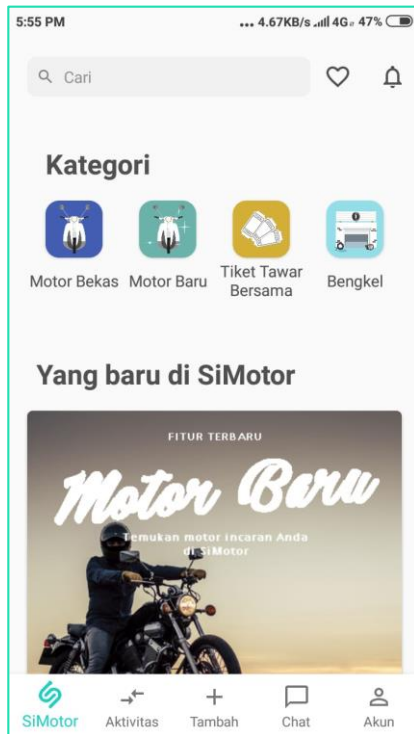 5:55 PM ... 4.67KB/s 4G 47%
Cari
Kategori
Motor Bekas Motor Baru Tiket Tawar Bersama Bengkel
Yang baru di SiMotor
FITUR TERBARU
Motor Baru
Temukan motor incaran Anda
di SiMotor
SiMotor Aktivitas Tambah Chat Akun